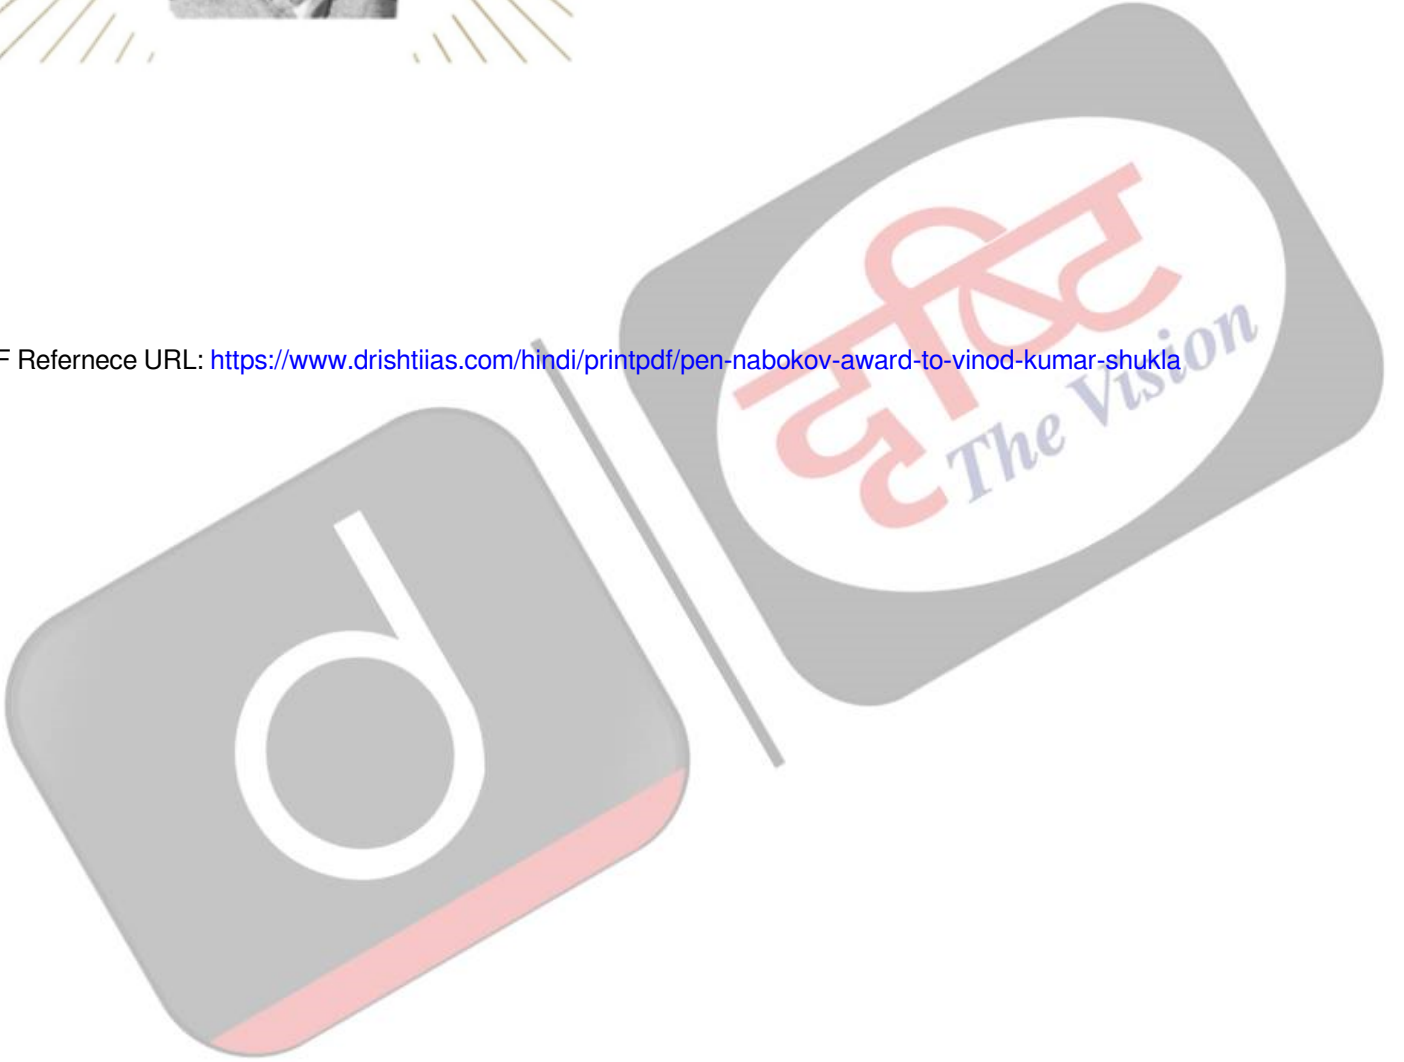 F Refernece URL: https://www.drishtiias.com/hindi/printpdf/pen-nabokov-award-to-vinod-kumar-shukla
दृष्टि
The Vision
d